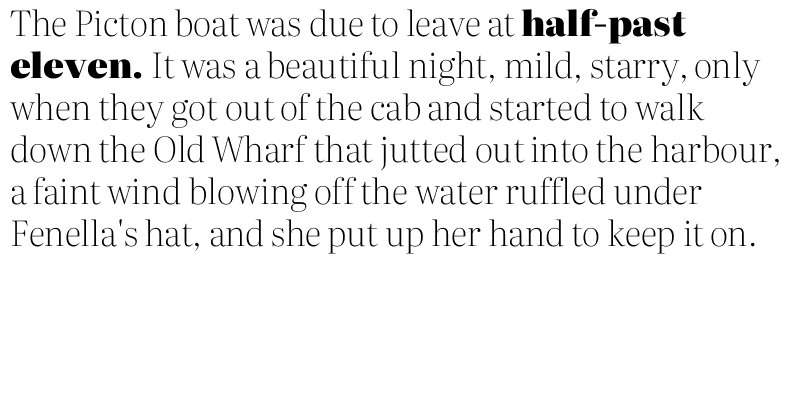 The Picton boat was due to leave at half-past
eleven. It was a beautiful night, mild, starry, only
when they got out of the cab and started to walk
down the Old Wharf that jutted out into the harbour,
a faint wind blowing off the water ruffled under
Fenella's hat, and she put up her hand to keep it on.